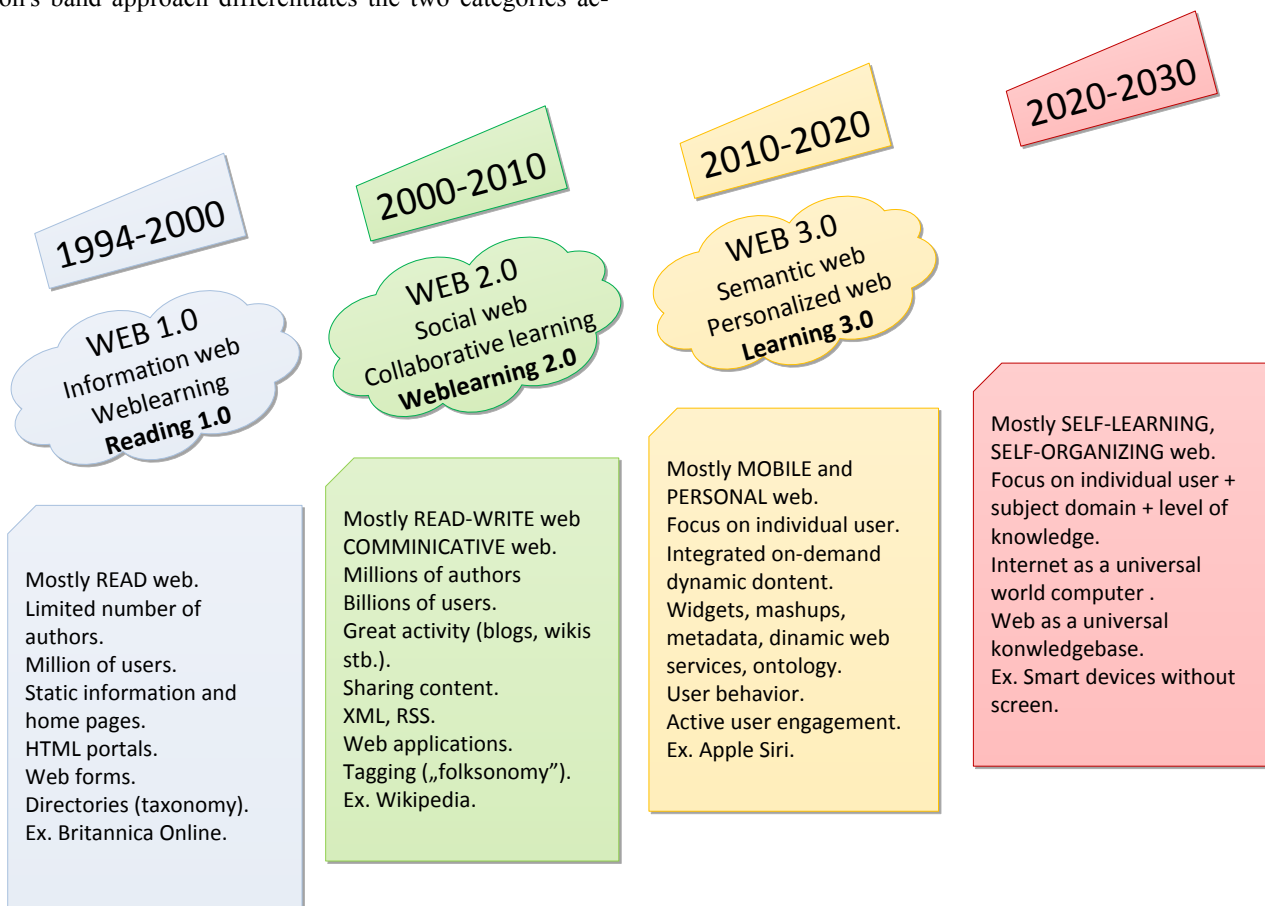 on's band approach differentiates the two categories ac-
1994-2000
WEB 1.0
Information web
Weblearning
Reading 1.0
Mostly READ web.
Limited number of
authors.
Million of users.
Static information and
home pages.
HTML portals.
Web forms.
Directories (taxonomy).
Ex. Britannica Online.
2000-2010
WEB 2.0
Social web
Collaborative learning
Weblearning 2.0
Mostly READ-WRITE web
COMMINICATIVE web.
Millions of authors
Billions of users.
Great activity (blogs, wikis
stb.).
Sharing content.
XML, RSS.
Web applications.
Tagging („folksonomy”).
Ex. Wikipedia.
2010-2020
WEB 3.0
Semantic web
Personalized web
Learning 3.0
Mostly MOBILE and
PERSONAL web.
Focus on individual user.
Integrated on-demand
dynamic dontent.
Widgets, mashups,
metadata, dinamic web
services, ontology.
User behavior.
Active user engagement.
Ex. Apple Siri.
2020-2030
Mostly SELF-LEARNING,
SELF-ORGANIZING web.
Focus on individual user +
subject domain + level of
knowledge.
Internet as a universal
world computer .
Web as a universal
konwledgebase.
Ex. Smart devices without
screen.